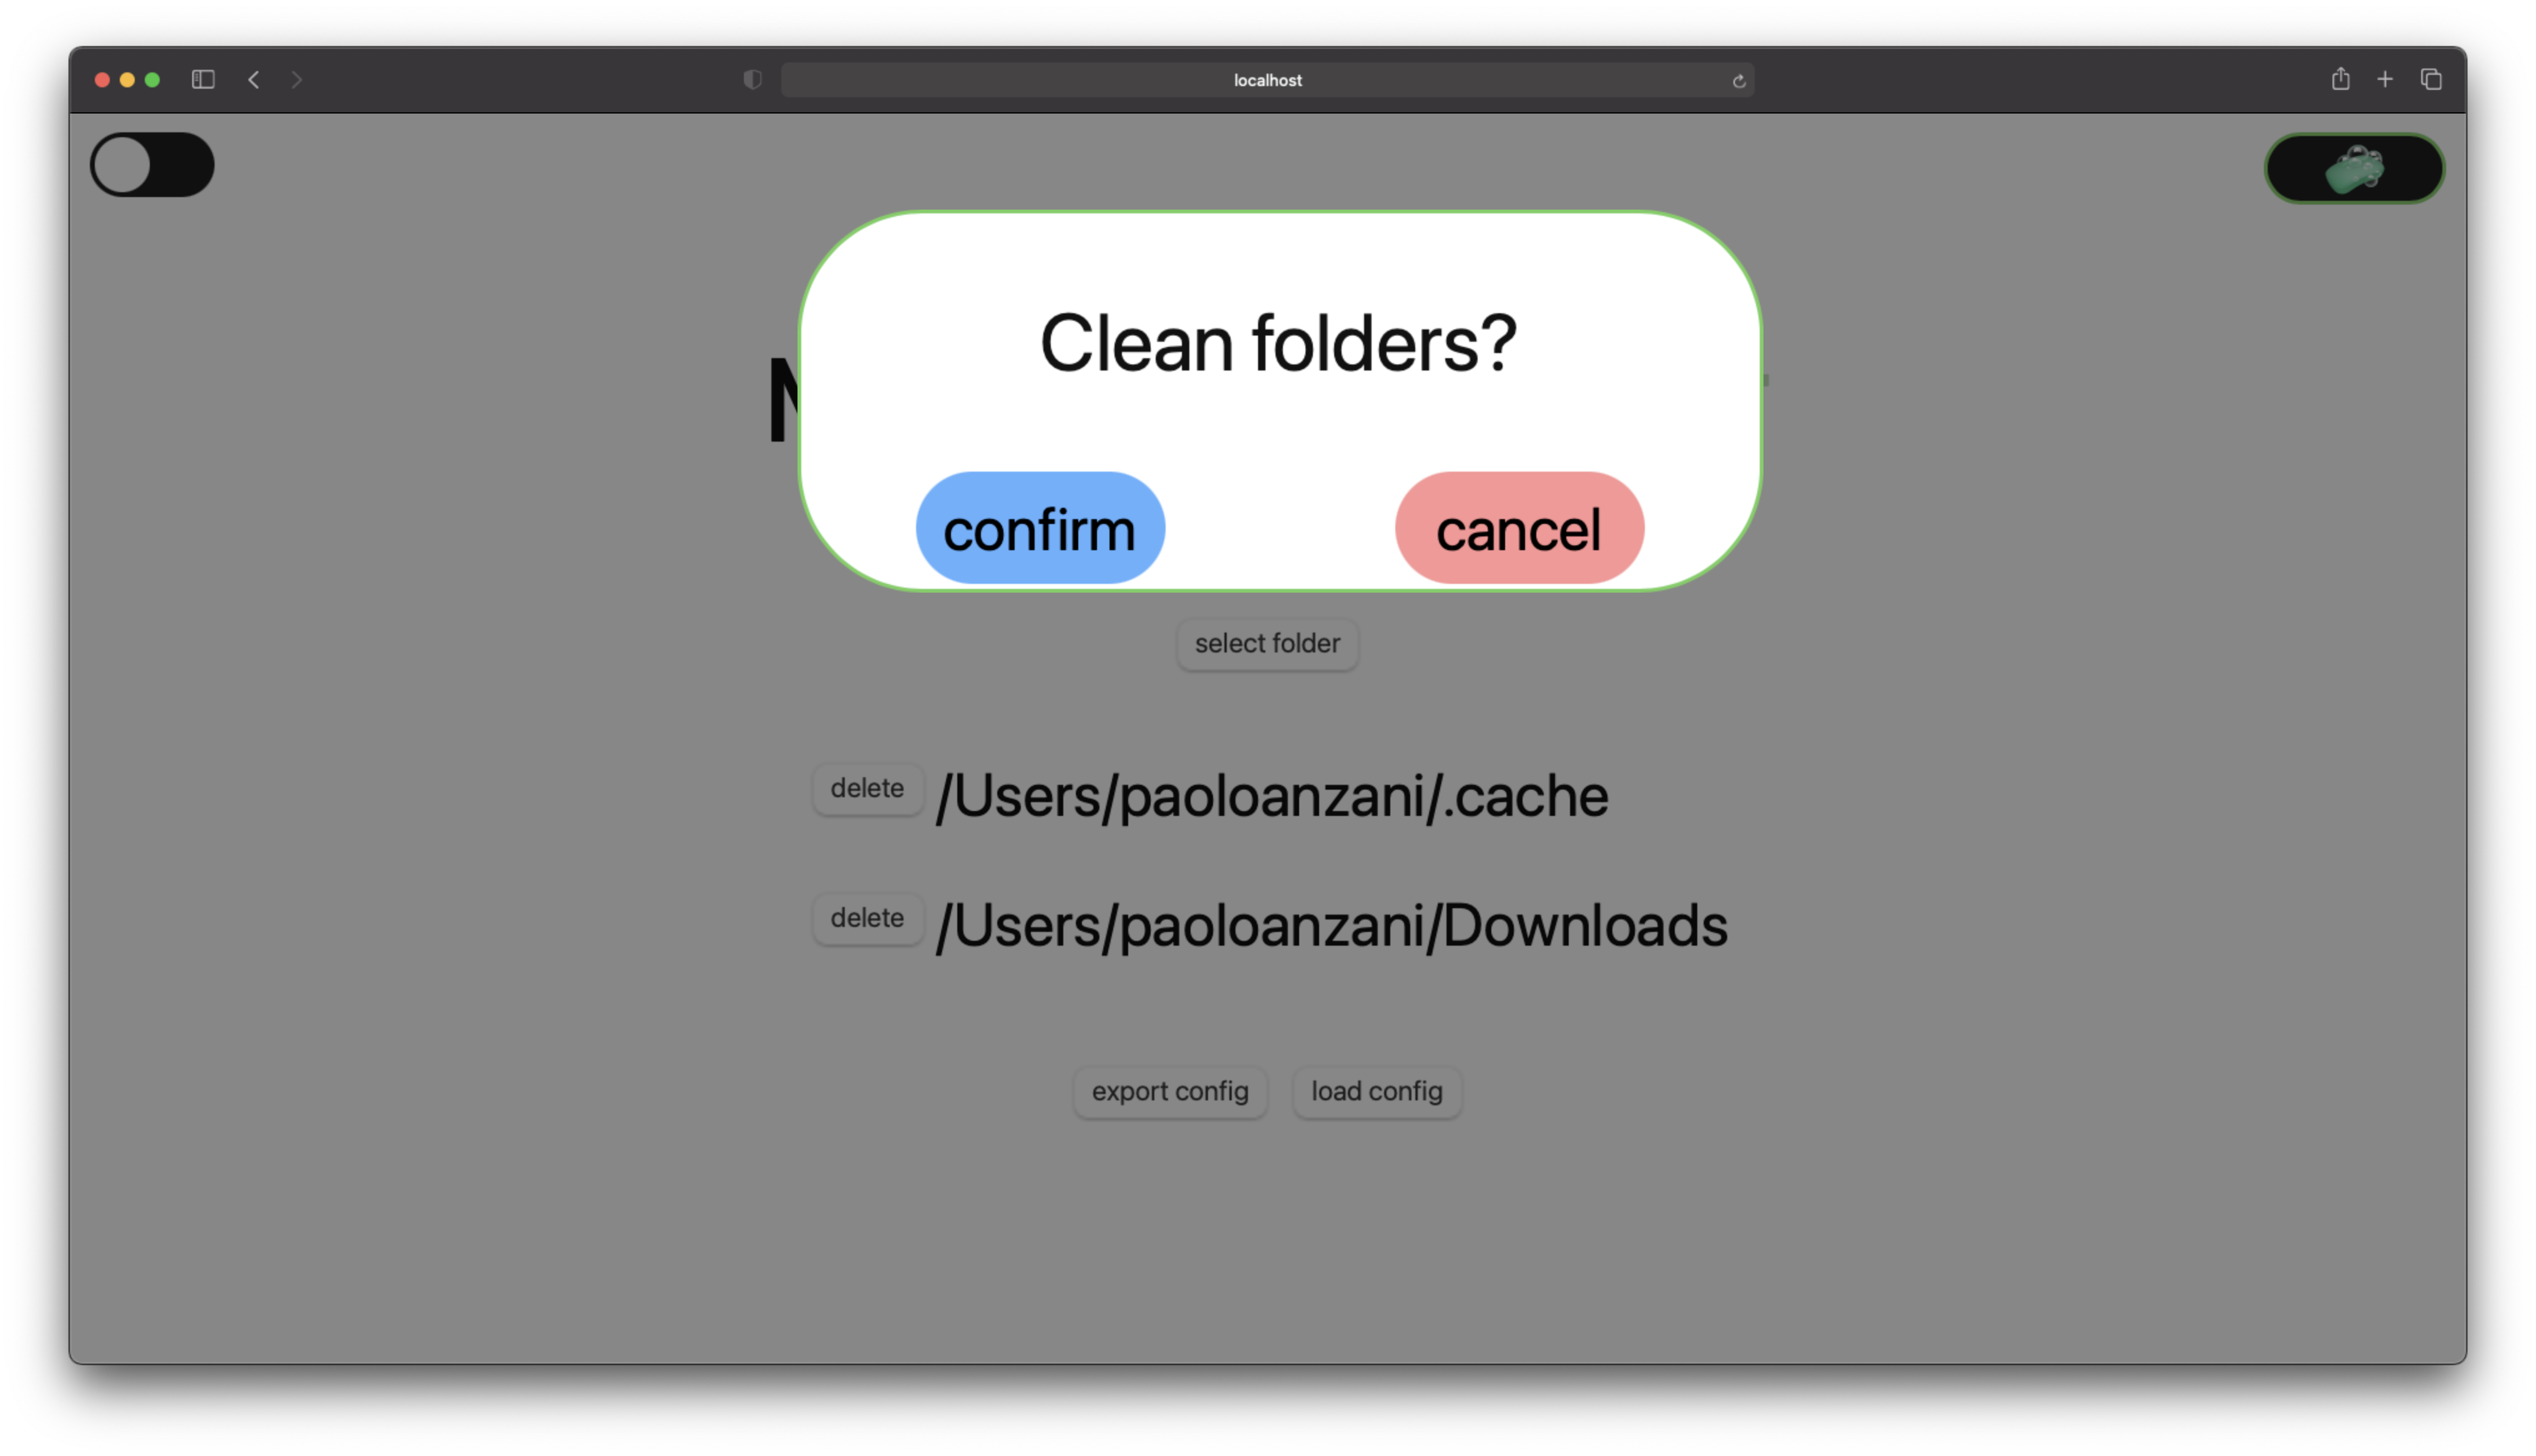 localhost
Clean folders?
confirm
cancel
select folder
delete /Users/paoloanzani/.cache
delete /Users/paoloanzani/Downloads
export config
load config